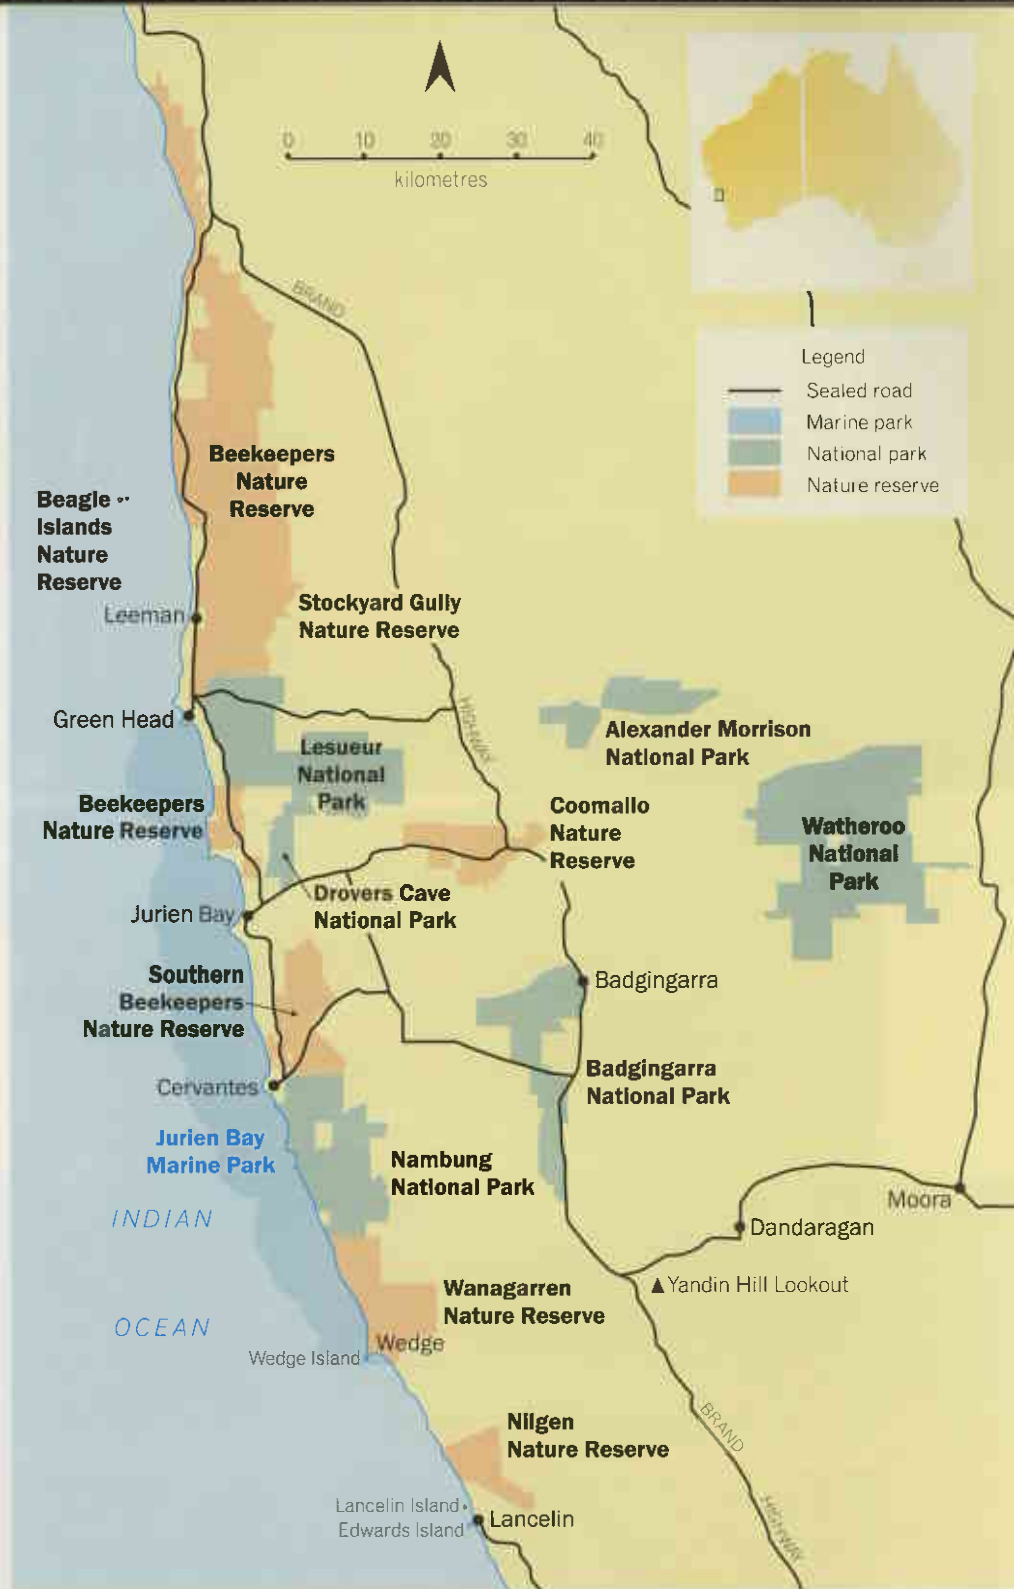 0 10 20 30 40
kilometres
BRAND
Legend
Sealed road
Marine park
National park
Nature reserve
Beekeepers
Nature
Reserve
Beagle
Islands
Nature
Reserve
Leeman
Stockyard Gully
Nature Reserve
Green Head
HIGHWAY
Lesueur
National
Park
Alexander Morrison
National Park
Beekeepers
Nature Reserve
Coomallo
Nature
Reserve
Watheroo
National
Park
Jurien Bay
Drovers Cave
National Park
Southern
Beekeepers
Nature Reserve
Badgingarra
Cervantes
Badgingarra
National Park
Jurien Bay
Marine Park
Nambung
National Park
Moora
INDIAN
Dandaragan
Wanagarren
Nature Reserve
Yandin Hill Lookout
OCEAN
Wedge
Wedge Island
BRAND
Nilgen
Nature Reserve
Lancelin Island
Edwards Island
Lancelin
HIGHWAY